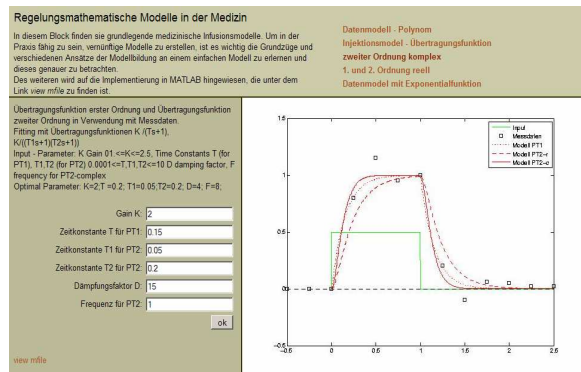 Regelungsmathematische Modelle in der Medizin
In diesem Block finden sie grundlegende medizinische Infusionsmodelle. Um in der
Praxis fähig zu sein, vernünftige Modelle zu erstellen, ist es wichtig die Grundzüge und
verschiedenen Ansätze der Modellbildung an einem einfachen Modell zu erlernen und
dieses genauer zu betrachten.
Des weiteren wird auf die Implementierung in MATLAB hingewiesen, die unter dem
Link view mfile zu finden ist.
Datenmodell - Polynom
Injektionsmodel - Übertragungsfunktion
zweiter Ordnung komplex
1. und 2. Ordnung reell
Datenmodel mit Exponentialfunktion
Übertragungsfunktion erster Ordnung und Übertragungsfunktion
zweiter Ordnung in Verwendung mit Messdaten.
Fitting mit Übertragungsfunktionen K /(Ts+1),
K/((T1s+1)(T2s+1))
Input - Parameter: K Gain 01.<=K<=2.5, Time Constants T (for
PT1), T1,T2 (for PT2) 0.0001<=T,T1,T2<=10 D damping factor, F
frequency for PT2-complex
Optimal Parameter: K=2;T =0.2; T1=0.05;T2=0.2; D=4; F=8;
Gain K: 2
Zeitkonstante T für PT1: 0.15
Zeitkonstante T1 für PT2: 0.05
Zeitkonstante T2 für PT2: 0.2
Dämpfungsfaktor D: 15
Frequenz für PT2: 1
ok
view mfile
1.5
1
0.5
0
-0.5
-0.5 0 0.5 1 1.5 2 2.5
Input
Messdaten
Modell PT1
Modell PT2-r
Modell PT2-c